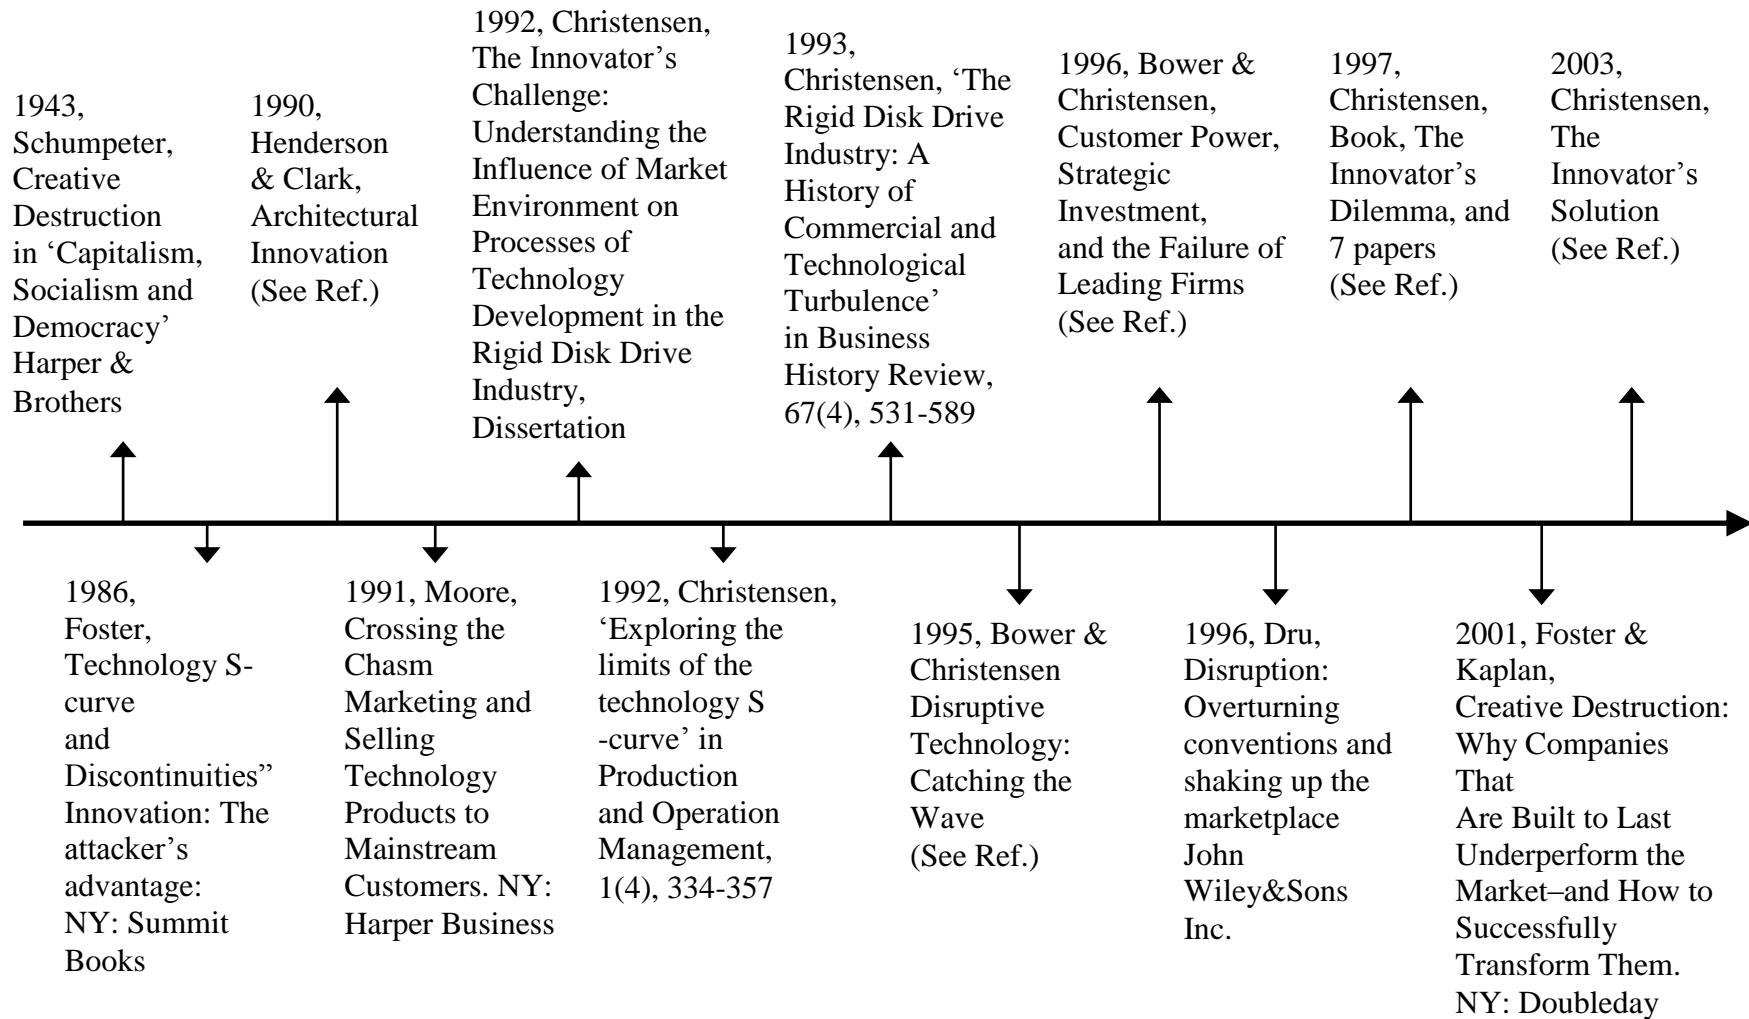 1943,
Schumpeter,
Creative
Destruction
in ‘Capitalism,
Socialism and
Democracy’
Harper &
Brothers
1990,
Henderson
& Clark,
Architectural
Innovation
(See Ref.)
1992, Christensen,
The Innovator’s
Challenge:
Understanding the
Influence of Market
Environment on
Processes of
Technology
Development in the
Rigid Disk Drive
Industry,
Dissertation
1993,
Christensen, ‘The
Rigid Disk Drive
Industry: A
History of
Commercial and
Technological
Turbulence’
in Business
History Review,
67(4), 531-589
1996, Bower &
Christensen,
Customer Power,
Strategic
Investment,
and the Failure of
Leading Firms
(See Ref.)
1997,
Christensen,
Book, The
Innovator’s
Dilemma, and
7 papers
(See Ref.)
2003,
Christensen,
The
Innovator’s
Solution
(See Ref.)
1986,
Foster,
Technology S-
curve
and
Discontinuities”
Innovation: The
attacker’s
advantage:
NY: Summit
Books
1991, Moore,
Crossing the
Chasm
Marketing and
Selling
Technology
Products to
Mainstream
Customers. NY:
Harper Business
1992, Christensen,
‘Exploring the
limits of the
technology S
-curve’ in
Production
and Operation
Management,
1(4), 334-357
1995, Bower &
Christensen
Disruptive
Technology:
Catching the
Wave
(See Ref.)
1996, Dru,
Disruption:
Overturning
conventions and
shaking up the
marketplace
John
Wiley&Sons
Inc.
2001, Foster &
Kaplan,
Creative Destruction:
Why Companies
That
Are Built to Last
Underperform the
Market–and How to
Successfully
Transform Them.
NY: Doubleday